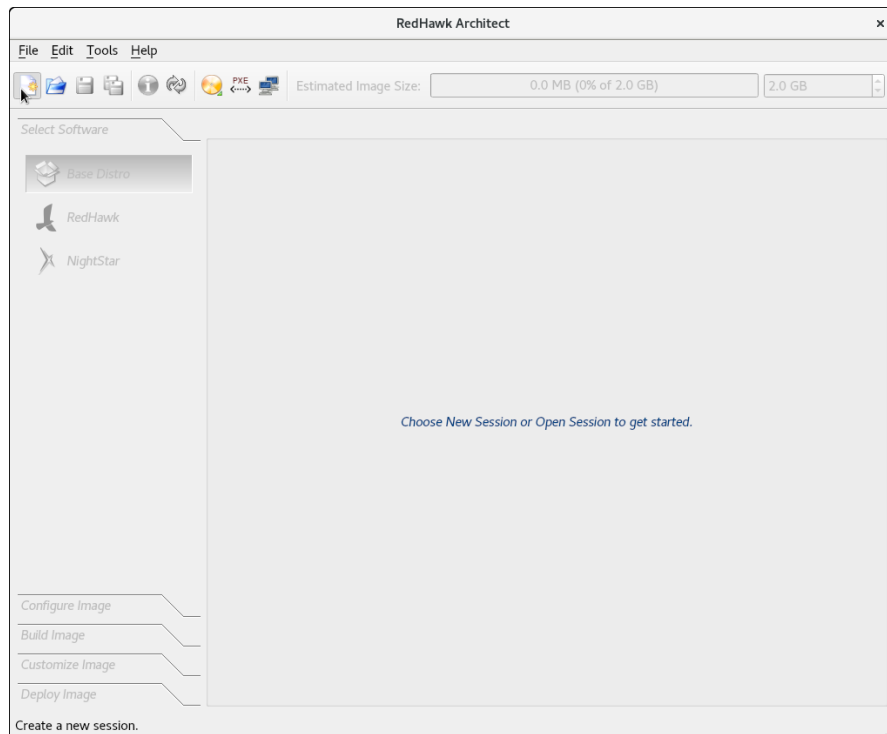 RedHawk Architect
File Edit Tools Help
PXE
Estimated Image Size:
0.0 MB (0% of 2.0 GB)
2.0 GB
Select Software
Base Distro
RedHawk
NightStar
Choose New Session or Open Session to get started.
Configure Image
Build Image
Customize Image
Deploy Image
Create a new session.